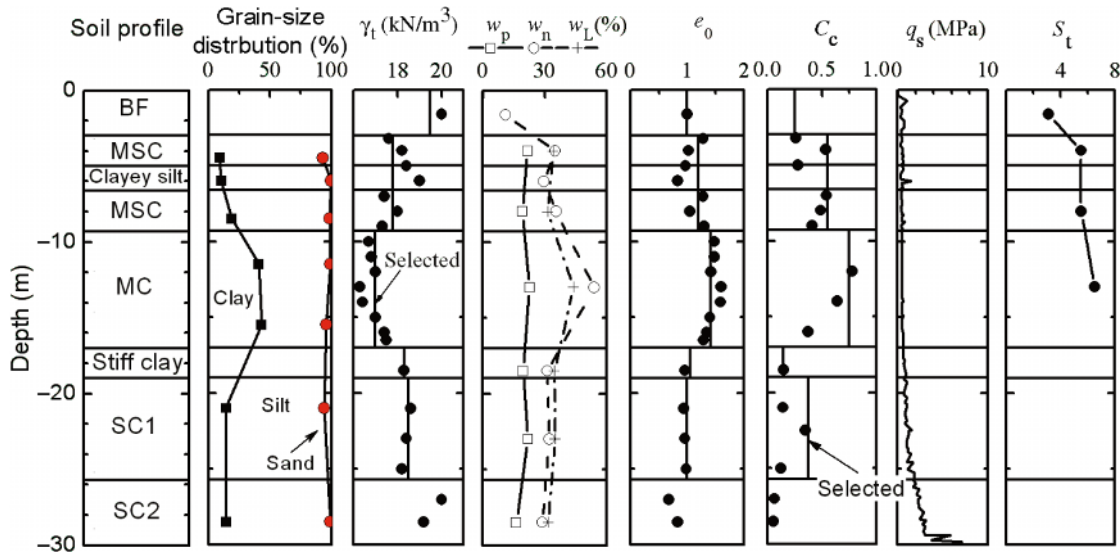 Soil profile
Grain-size
distrbution (%)
γt (kN/m³)
wp wn wL (%)
e0
Cc
qs (MPa)
St
0 50 100
18 20
0 30 60
0 1 2
0.0 0.5 1.0
10
4 8
Depth (m)
0
−10
−20
−30
BF
MSC
Clayey silt
MSC
MC
Stiff clay
SC1
SC2
Clay
Silt
Sand
Selected
Selected